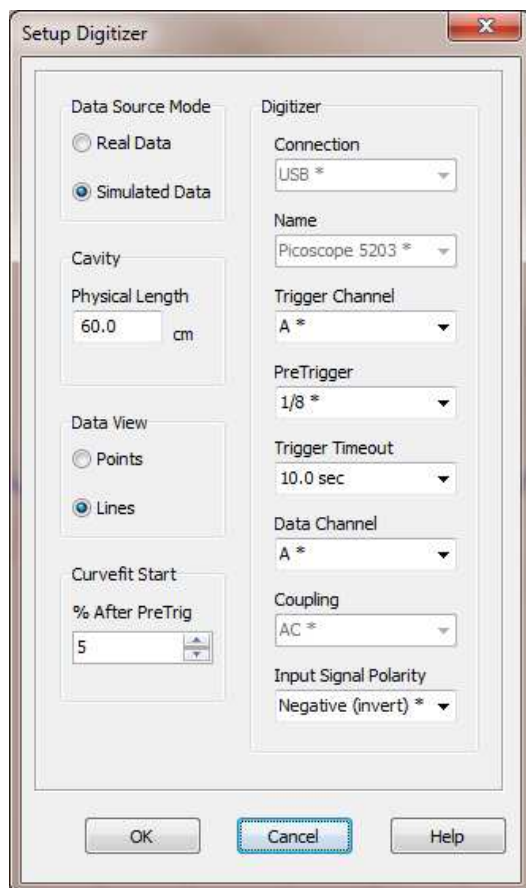 Setup Digitizer
Data Source Mode
Real Data
Simulated Data
Cavity
Physical Length
60.0 cm
Data View
Points
Lines
Curvefit Start
% After PreTrig
5
Digitizer
Connection
USB *
Name
Picoscope 5203 *
Trigger Channel
A *
PreTrigger
1/8 *
Trigger Timeout
10.0 sec
Data Channel
A *
Coupling
AC *
Input Signal Polarity
Negative (invert) *
OK Cancel Help